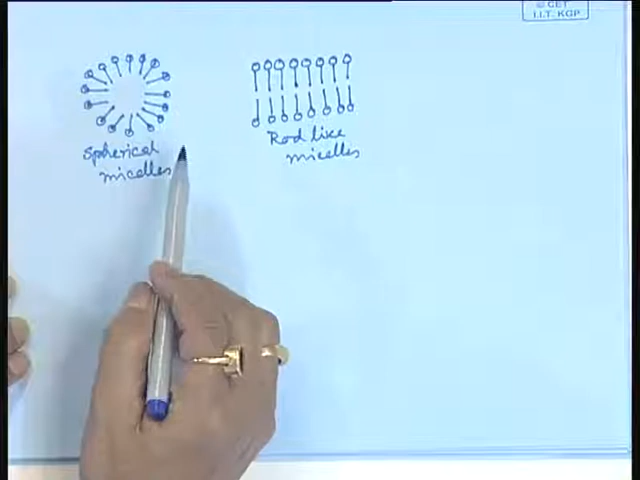 © CET
I.I.T. KGP
Spherical
micelles
Rod like
micelles